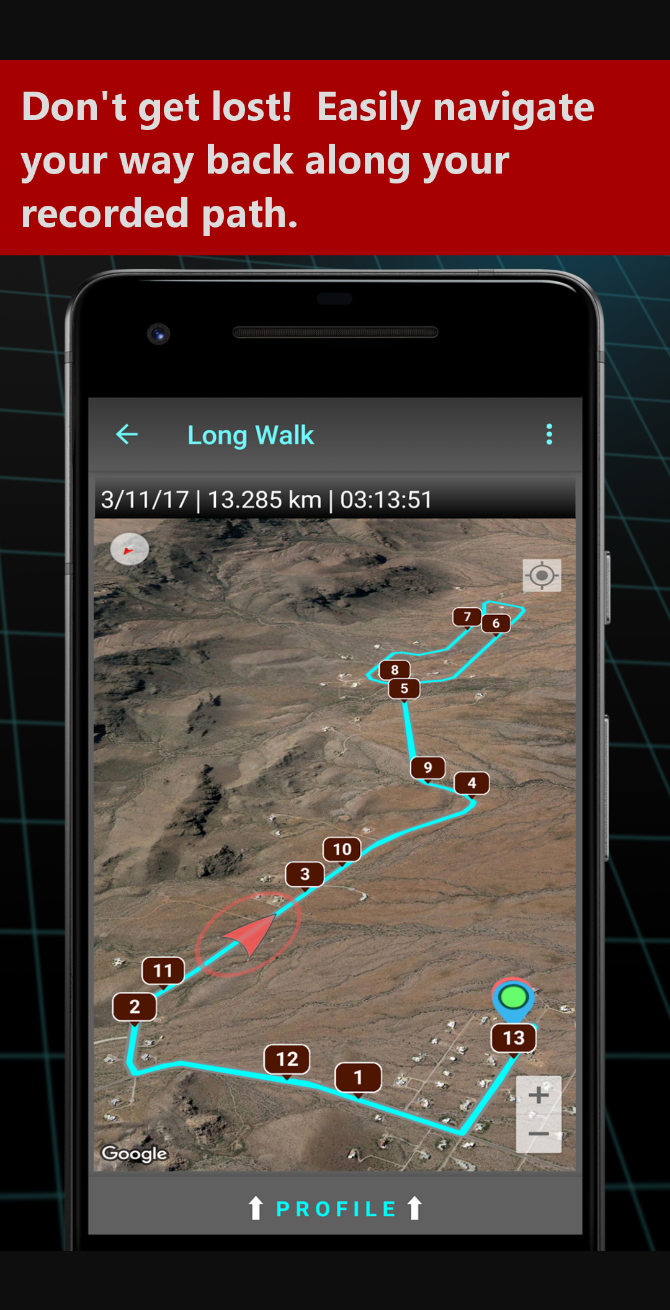 Don't get lost!  Easily navigate
your way back along your
recorded path.
Long Walk
3/11/17 | 13.285 km | 03:13:51
7
6
8
5
9
4
10
3
11
2
13
12
1
+
−
Google
PROFILE